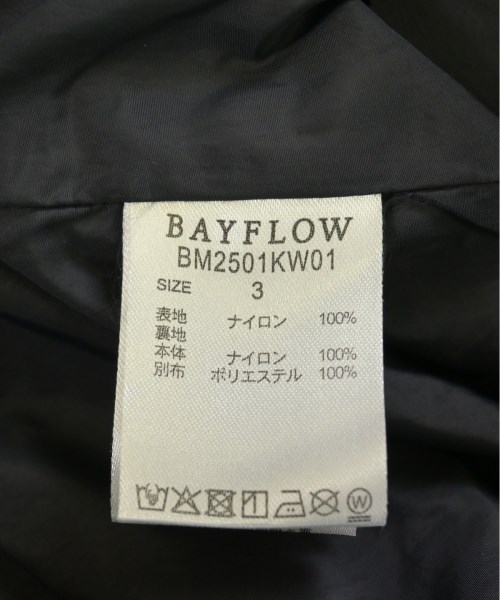 BAYFLOW
BM2501KW01
SIZE 3
表地 ナイロン 100%
裏地
本体 ナイロン 100%
別布 ポリエステル 100%
W